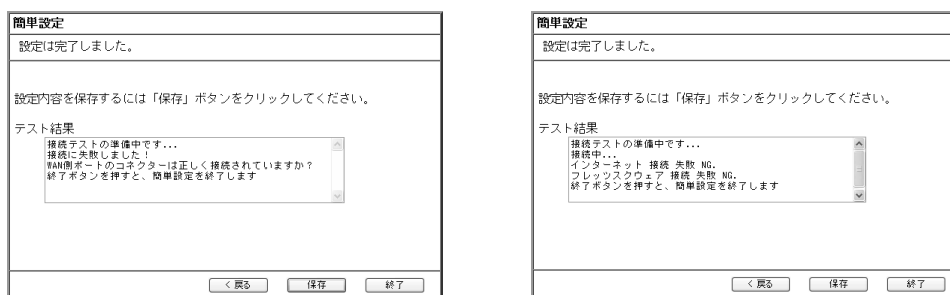 簡単設定
設定は完了しました。
設定内容を保存するには「保存」ボタンをクリックしてください。
テスト結果
接続テストの準備中です...
接続に失敗しました！
WAN側ポートのコネクターは正しく接続されていますか？
終了ボタンを押すと、簡単設定を終了します
< 戻る
保存
終了
簡単設定
設定は完了しました。
設定内容を保存するには「保存」ボタンをクリックしてください。
テスト結果
接続テストの準備中です...
接続中...
インターネット 接続 失敗 NG.
フレッツスクウェア 接続 失敗 NG.
終了ボタンを押すと、簡単設定を終了します
< 戻る
保存
終了